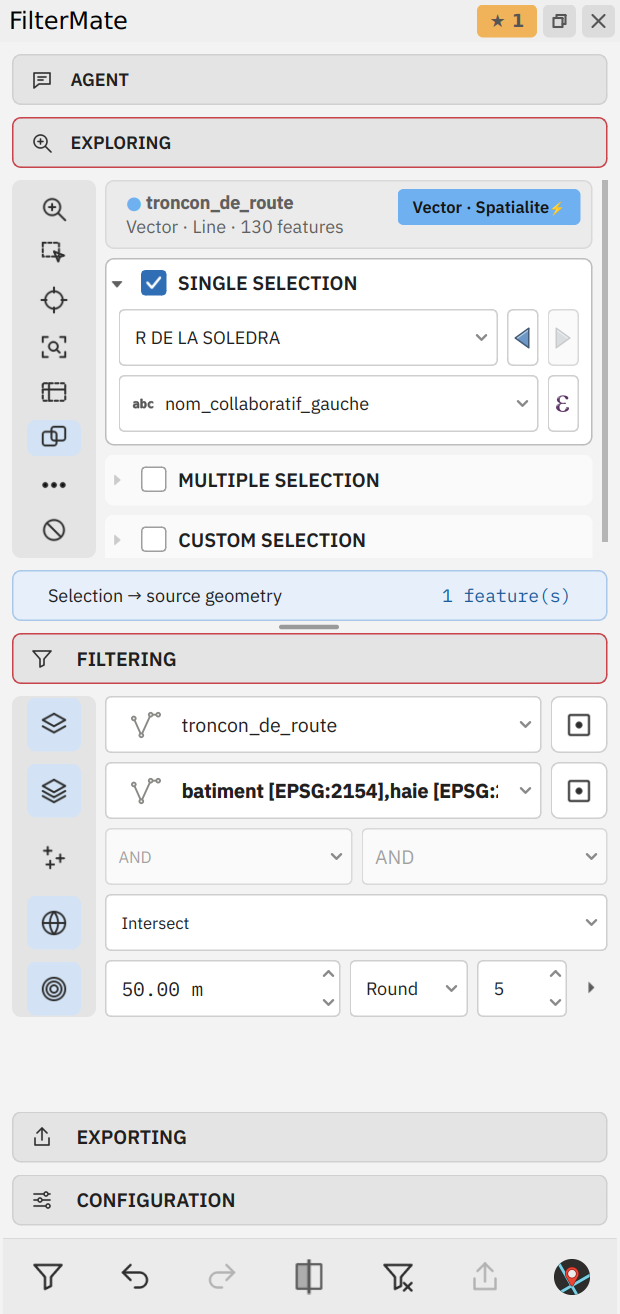 FilterMate
★ 1
AGENT
EXPLORING
troncon_de_route
Vector · Line · 130 features
Vector · Spatialite⚡
SINGLE SELECTION
R DE LA SOLEDRA
abc nom_collaboratif_gauche
ε
MULTIPLE SELECTION
CUSTOM SELECTION
Selection → source geometry
1 feature(s)
FILTERING
troncon_de_route
batiment [EPSG:2154],haie [EPSG:
AND
AND
Intersect
50.00 m
Round
5
EXPORTING
CONFIGURATION